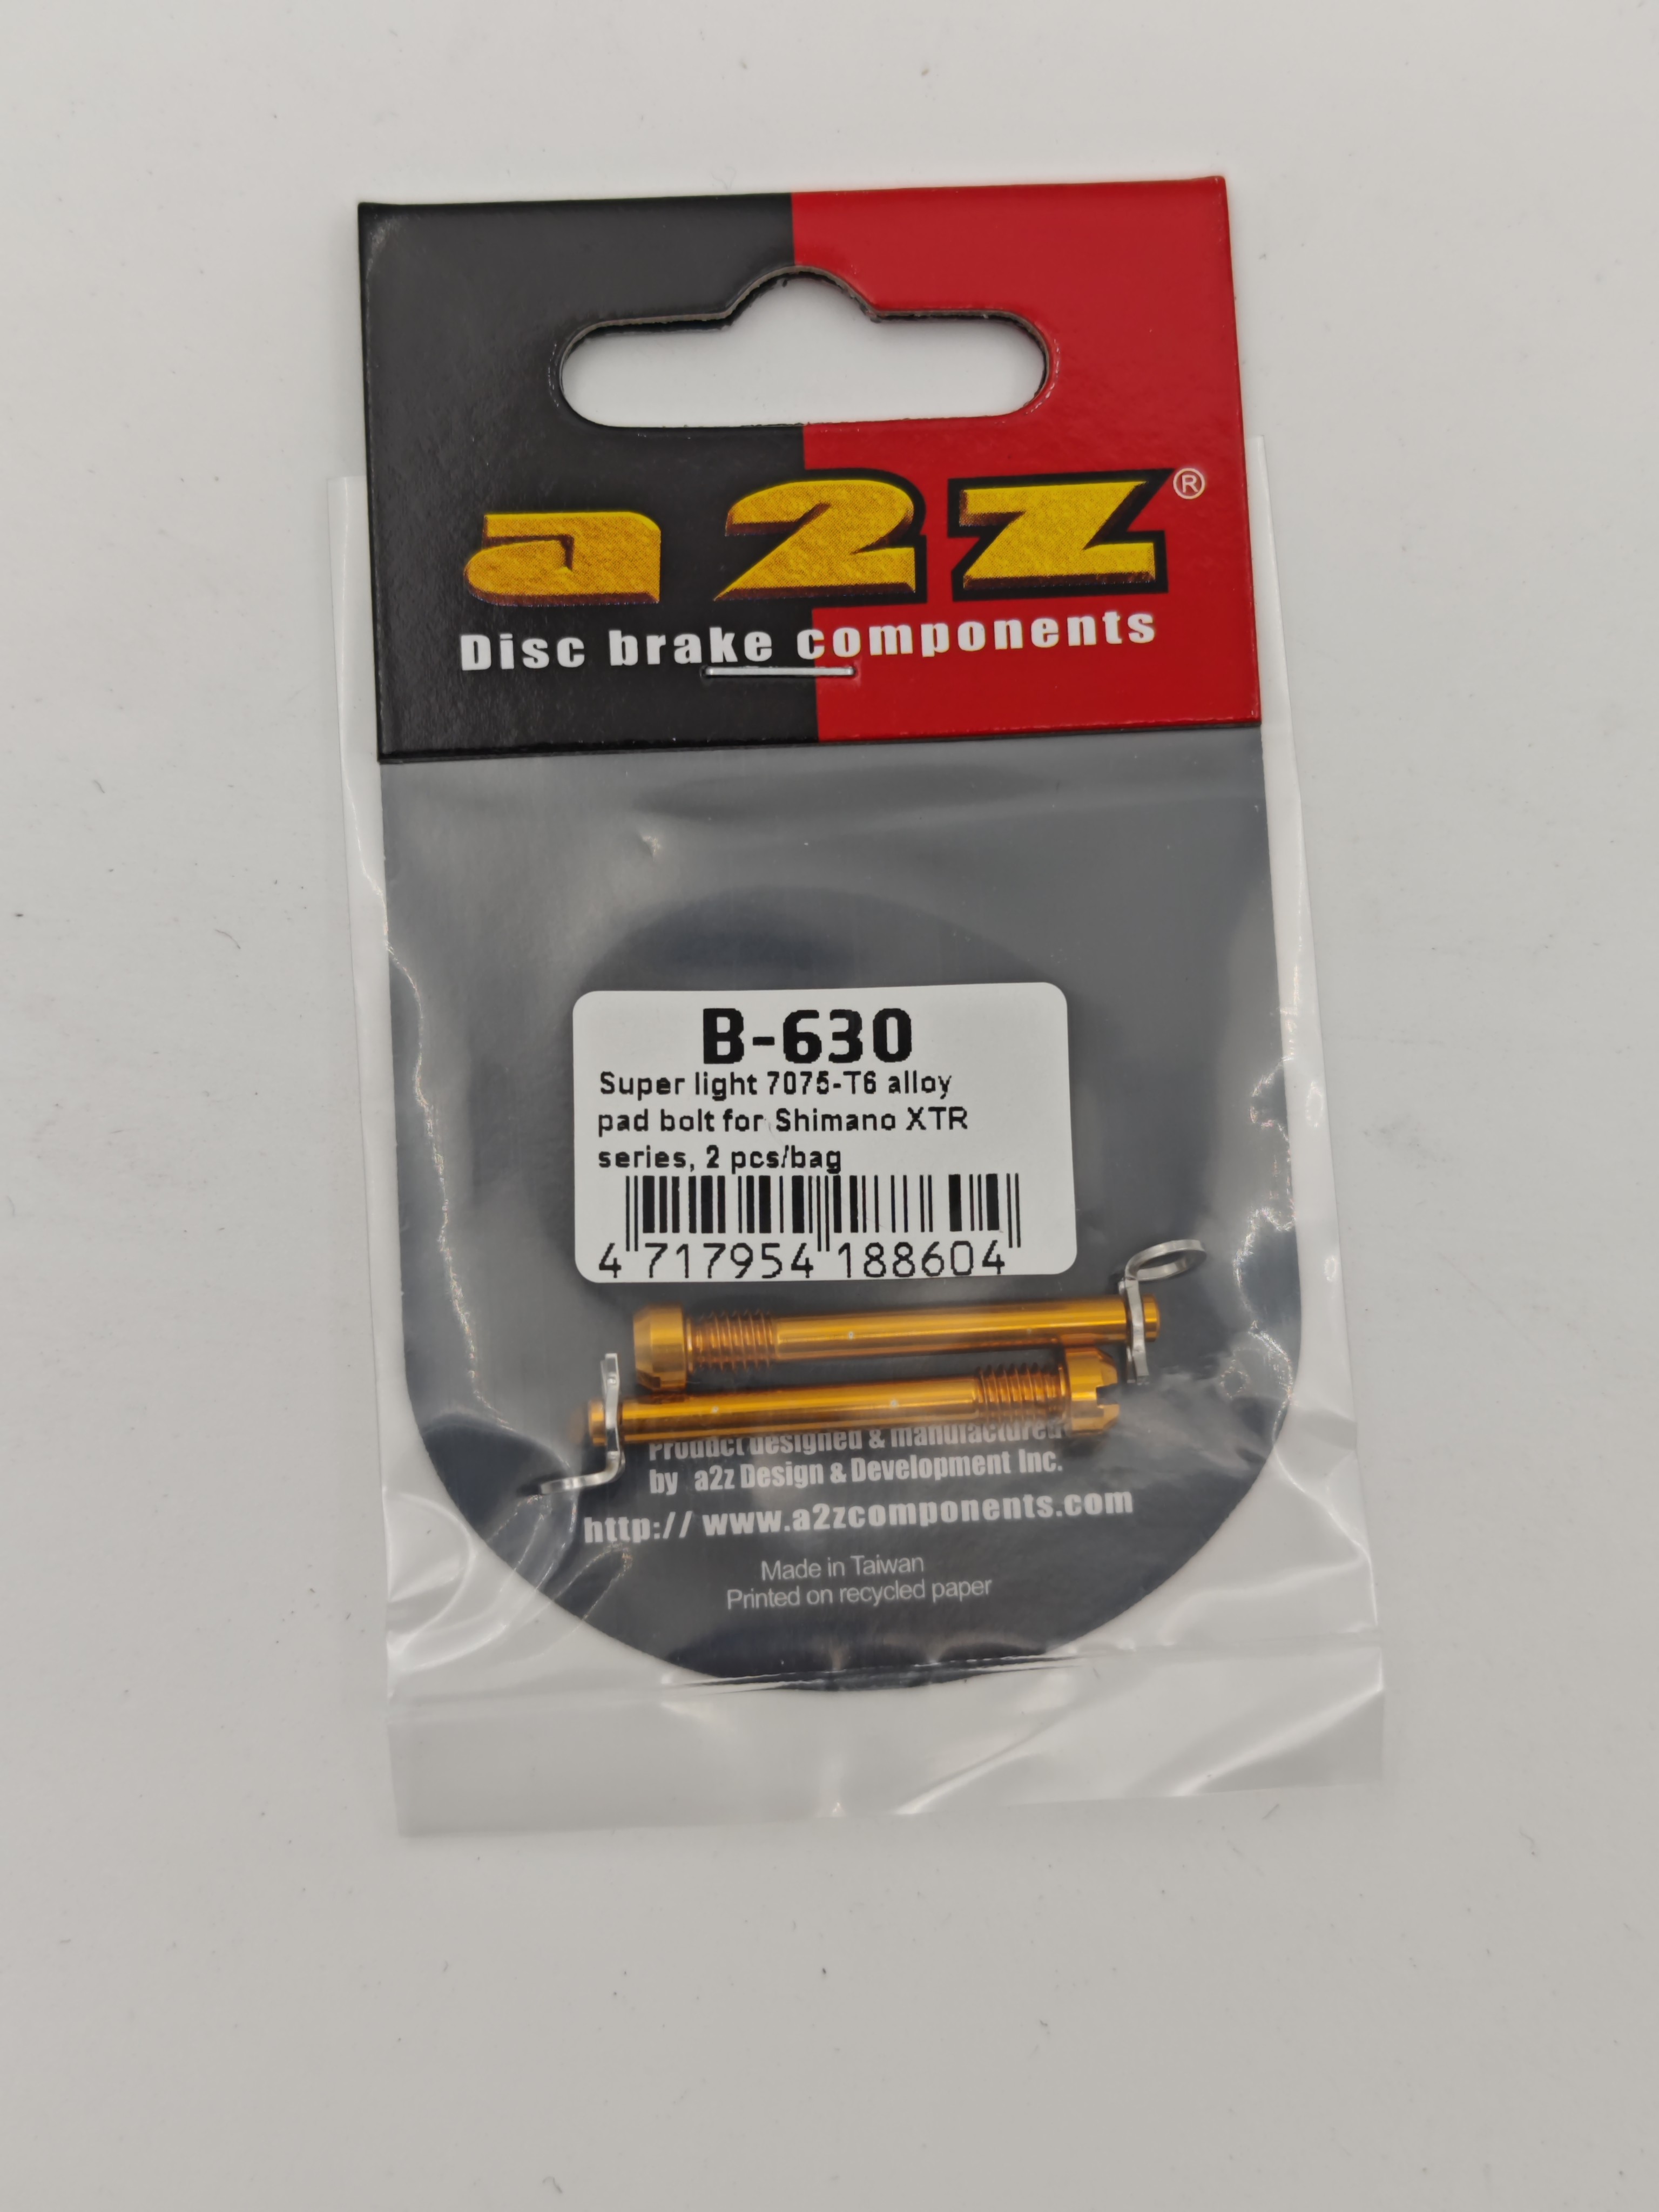 a2z®
Disc brake components
B-630
Super light 7075-T6 alloy
pad bolt for Shimano XTR
series, 2 pcs/bag
4 717954 188604
Product designed & manufactured
by a2z Design & Development Inc.
http:// www.a2zcomponents.com
Made in Taiwan
Printed on recycled paper